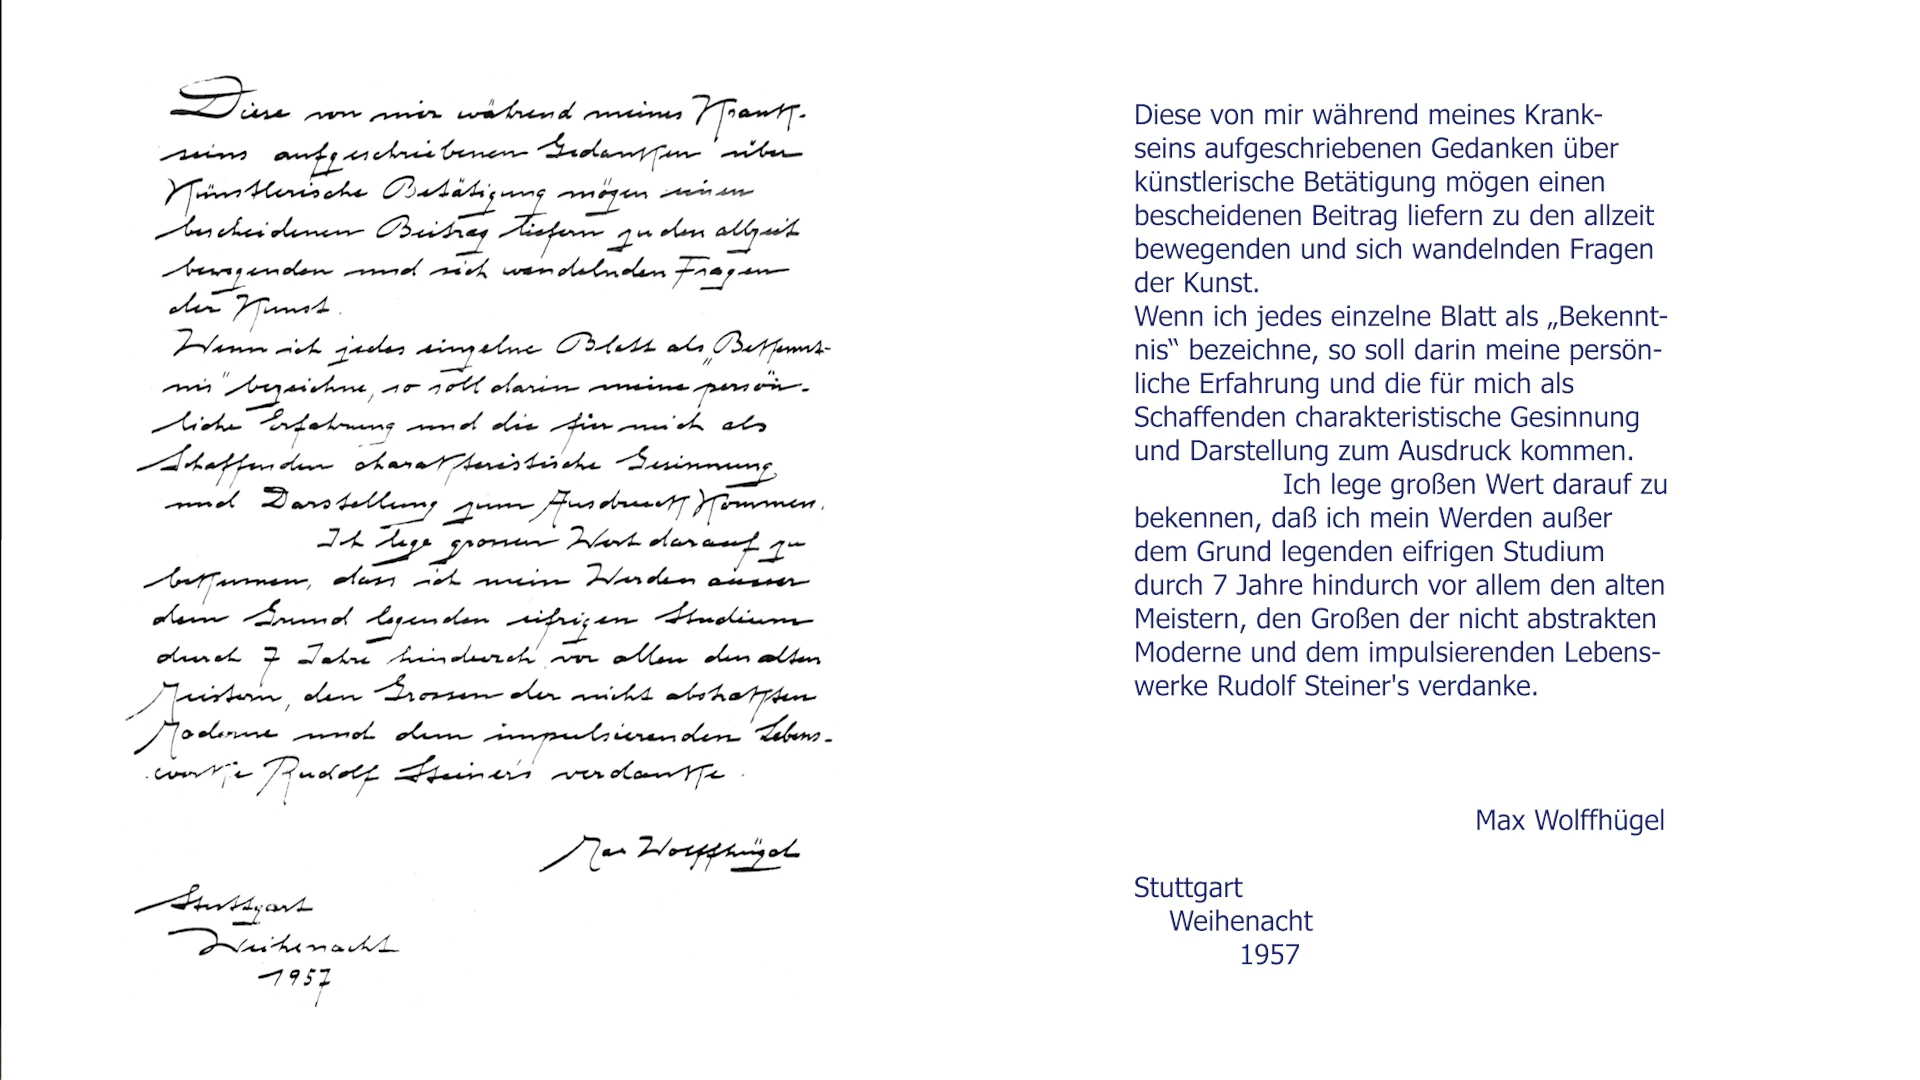 Diese von mir während meines Krank-
seins aufgeschriebenen Gedanken über
künstlerische Betätigung mögen einen
bescheidenen Beitrag liefern zu den allzeit
bewegenden und sich wandelnden Fragen
der Kunst.
Wenn ich jedes einzelne Blatt als „Bekennt-
nis" bezeichne, so soll darin meine persön-
liche Erfahrung und die für mich als
Schaffenden charakteristische Gesinnung
und Darstellung zum Ausdruck kommen.
Ich lege grossen Wert darauf zu
bekennen, dass ich mein Werden ausser
dem Grund legenden eifrigen Studium
durch 7 Jahre hindurch vor allem den alten
Meistern, den Grossen der nicht abstrakten
Moderne und dem impulsierenden Lebens-
werke Rudolf Steiner's verdanke.
Max Wolffhügel
Stuttgart
Weihenacht
1957
Diese von mir während meines Krank-
seins aufgeschriebenen Gedanken über
künstlerische Betätigung mögen einen
bescheidenen Beitrag liefern zu den allzeit
bewegenden und sich wandelnden Fragen
der Kunst.
Wenn ich jedes einzelne Blatt als „Bekennt-
nis“ bezeichne, so soll darin meine persön-
liche Erfahrung und die für mich als
Schaffenden charakteristische Gesinnung
und Darstellung zum Ausdruck kommen.
Ich lege großen Wert darauf zu
bekennen, daß ich mein Werden außer
dem Grund legenden eifrigen Studium
durch 7 Jahre hindurch vor allem den alten
Meistern, den Großen der nicht abstrakten
Moderne und dem impulsierenden Lebens-
werke Rudolf Steiner's verdanke.
Max Wolffhügel
Stuttgart
Weihenacht
1957